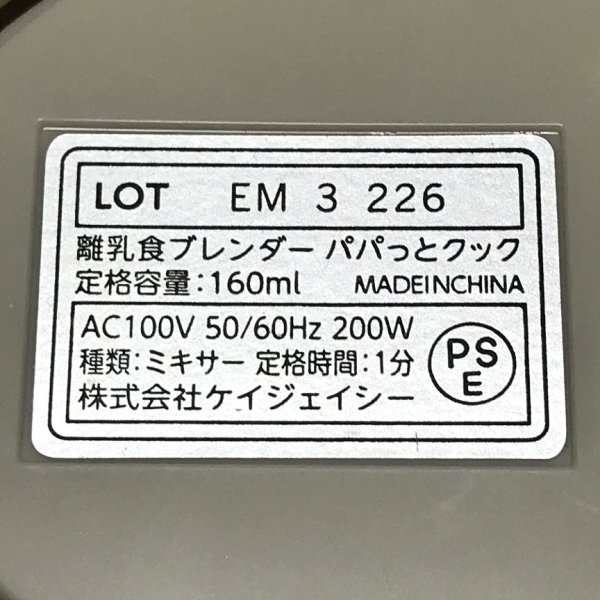 LOT EM 3 226
離乳食ブレンダー パパっとクック
定格容量:160ml MADEINCHINA
AC100V 50/60Hz 200W
種類:ミキサー 定格時間:1分
株式会社ケイジェイシー
PS
E